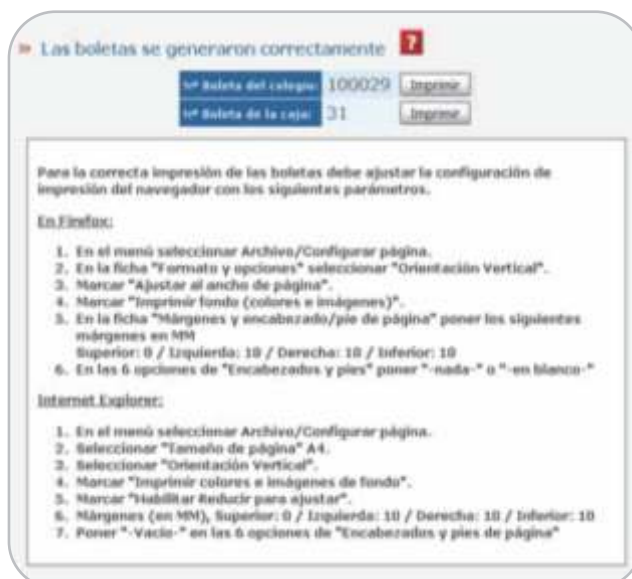 » Las boletas se generaron correctamente ?
Nº Boleta del colegio: 100029 Imprimir
Nº Boleta de la caja: 31 Imprimir
Para la correcta impresión de las boletas debe ajustar la configuración de
impresión del navegador con los siguientes parámetros.
En Firefox:
1. En el menú seleccionar Archivo/Configurar página.
2. En la ficha "Formato y opciones" seleccionar "Orientación Vertical".
3. Marcar "Ajustar al ancho de página".
4. Marcar "Imprimir fondo (colores e imágenes)".
5. En la ficha "Márgenes y encabezado/pie de página" poner los siguientes
márgenes en MM
Superior: 0 / Izquierda: 10 / Derecha: 10 / Inferior: 10
6. En las 6 opciones de "Encabezados y pies" poner "-nada-" o "-en blanco-"
Internet Explorer:
1. En el menú seleccionar Archivo/Configurar página.
2. Seleccionar "Tamaño de página" A4.
3. Seleccionar "Orientación Vertical".
4. Marcar "Imprimir colores e imágenes de fondo".
5. Marcar "Habilitar Reducir para ajustar".
6. Márgenes (en MM), Superior: 0 / Izquierda: 10 / Derecha: 10 / Inferior: 10
7. Poner "-Vacío-" en las 6 opciones de "Encabezados y pies de página"